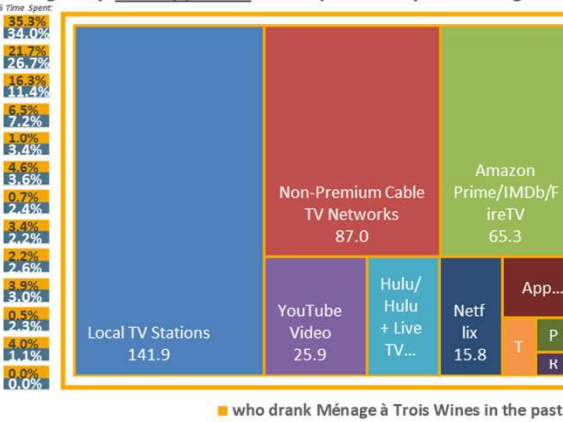 % Time Spent:
35.3%
34.0%
21.7%
26.7%
16.3%
11.4%
6.5%
7.2%
1.0%
3.4%
4.6%
3.6%
0.7%
2.4%
3.4%
2.2%
2.2%
2.6%
3.9%
3.0%
0.5%
2.3%
4.0%
1.1%
0.0%
0.0%
Local TV Stations
141.9
Non-Premium Cable
TV Networks
87.0
Amazon
Prime/IMDb/F
ireTV
65.3
YouTube
Video
25.9
Hulu/
Hulu
+ Live
TV...
Netf
lix
15.8
App...
T
P
who drank Ménage à Trois Wines in the past